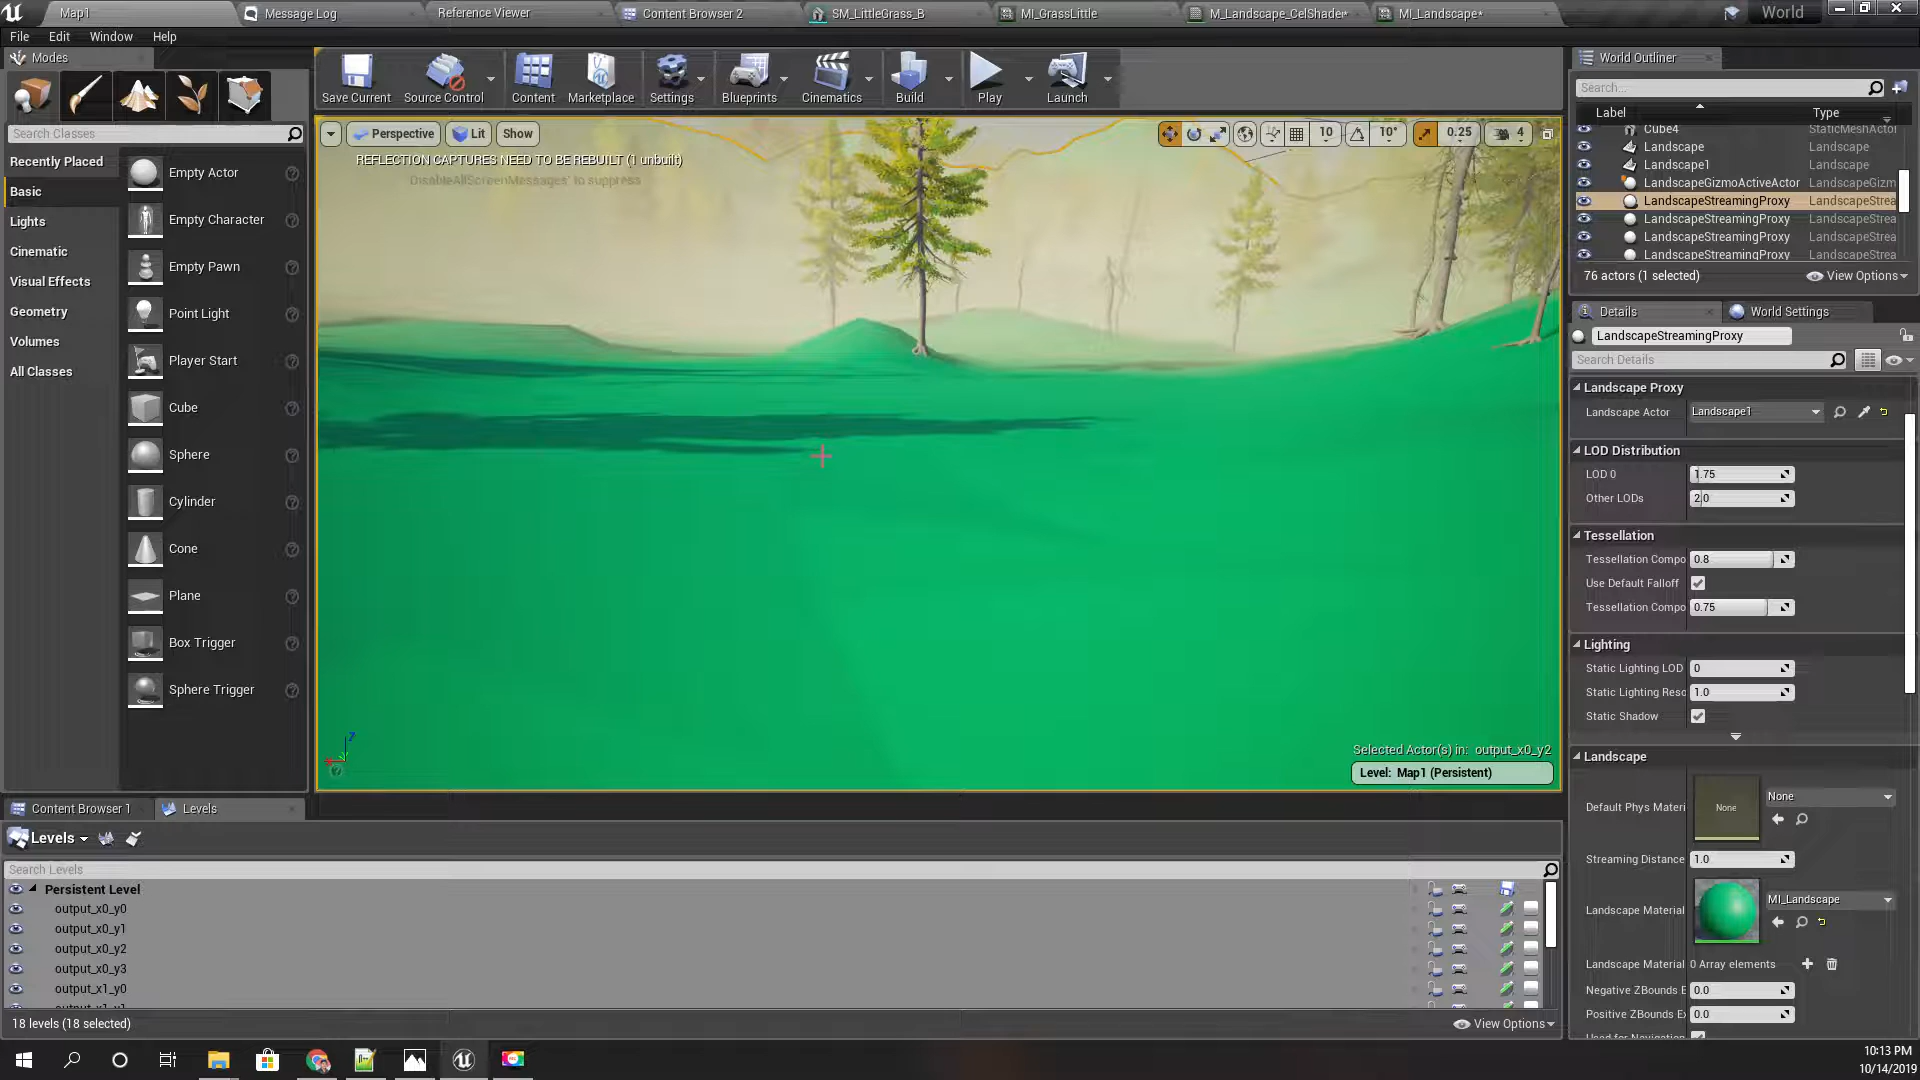 Map1
Message Log
Reference Viewer
Content Browser 2
SM_LittleGrass_B
MI_GrassLittle
M_Landscape_CelShader*
MI_Landscape*
World
File Edit Window Help
Modes
Search Classes
Recently Placed
Basic
Lights
Cinematic
Visual Effects
Geometry
Volumes
All Classes
Empty Actor
Empty Character
Empty Pawn
Point Light
Player Start
Cube
Sphere
Cylinder
Cone
Plane
Box Trigger
Sphere Trigger
Save Current
Source Control
Content
Marketplace
Settings
Blueprints
Cinematics
Build
Play
Launch
Perspective
Lit
Show
10
10°
0.25
4
REFLECTION CAPTURES NEED TO BE REBUILT (1 unbuilt)
'DisableAllScreenMessages' to suppress
Selected Actor(s) in: output_x0_y2
Level: Map1 (Persistent)
World Outliner
Search...
Label Type
Cube4 StaticMeshActor
Landscape Landscape
Landscape1 Landscape
LandscapeGizmoActiveActor LandscapeGizm
LandscapeStreamingProxy LandscapeStrea
LandscapeStreamingProxy LandscapeStrea
LandscapeStreamingProxy LandscapeStrea
LandscapeStreamingProxy LandscapeStrea
76 actors (1 selected)
View Options
Details
World Settings
LandscapeStreamingProxy
Search Details
Landscape Proxy
Landscape Actor Landscape1
LOD Distribution
LOD 0 1.75
Other LODs 2.0
Tessellation
Tessellation Compo 0.8
Use Default Falloff
Tessellation Compo 0.75
Lighting
Static Lighting LOD 0
Static Lighting Reso 1.0
Static Shadow
Landscape
Default Phys Materi None None
Streaming Distance 1.0
Landscape Material MI_Landscape
Landscape Material 0 Array elements
Negative ZBounds E 0.0
Positive ZBounds Ex 0.0
Used for Navigation
Content Browser 1
Levels
Levels
Search Levels
Persistent Level
output_x0_y0
output_x0_y1
output_x0_y2
output_x0_y3
output_x1_y0
output_x1_y1
18 levels (18 selected)
View Options
10:13 PM
10/14/2019